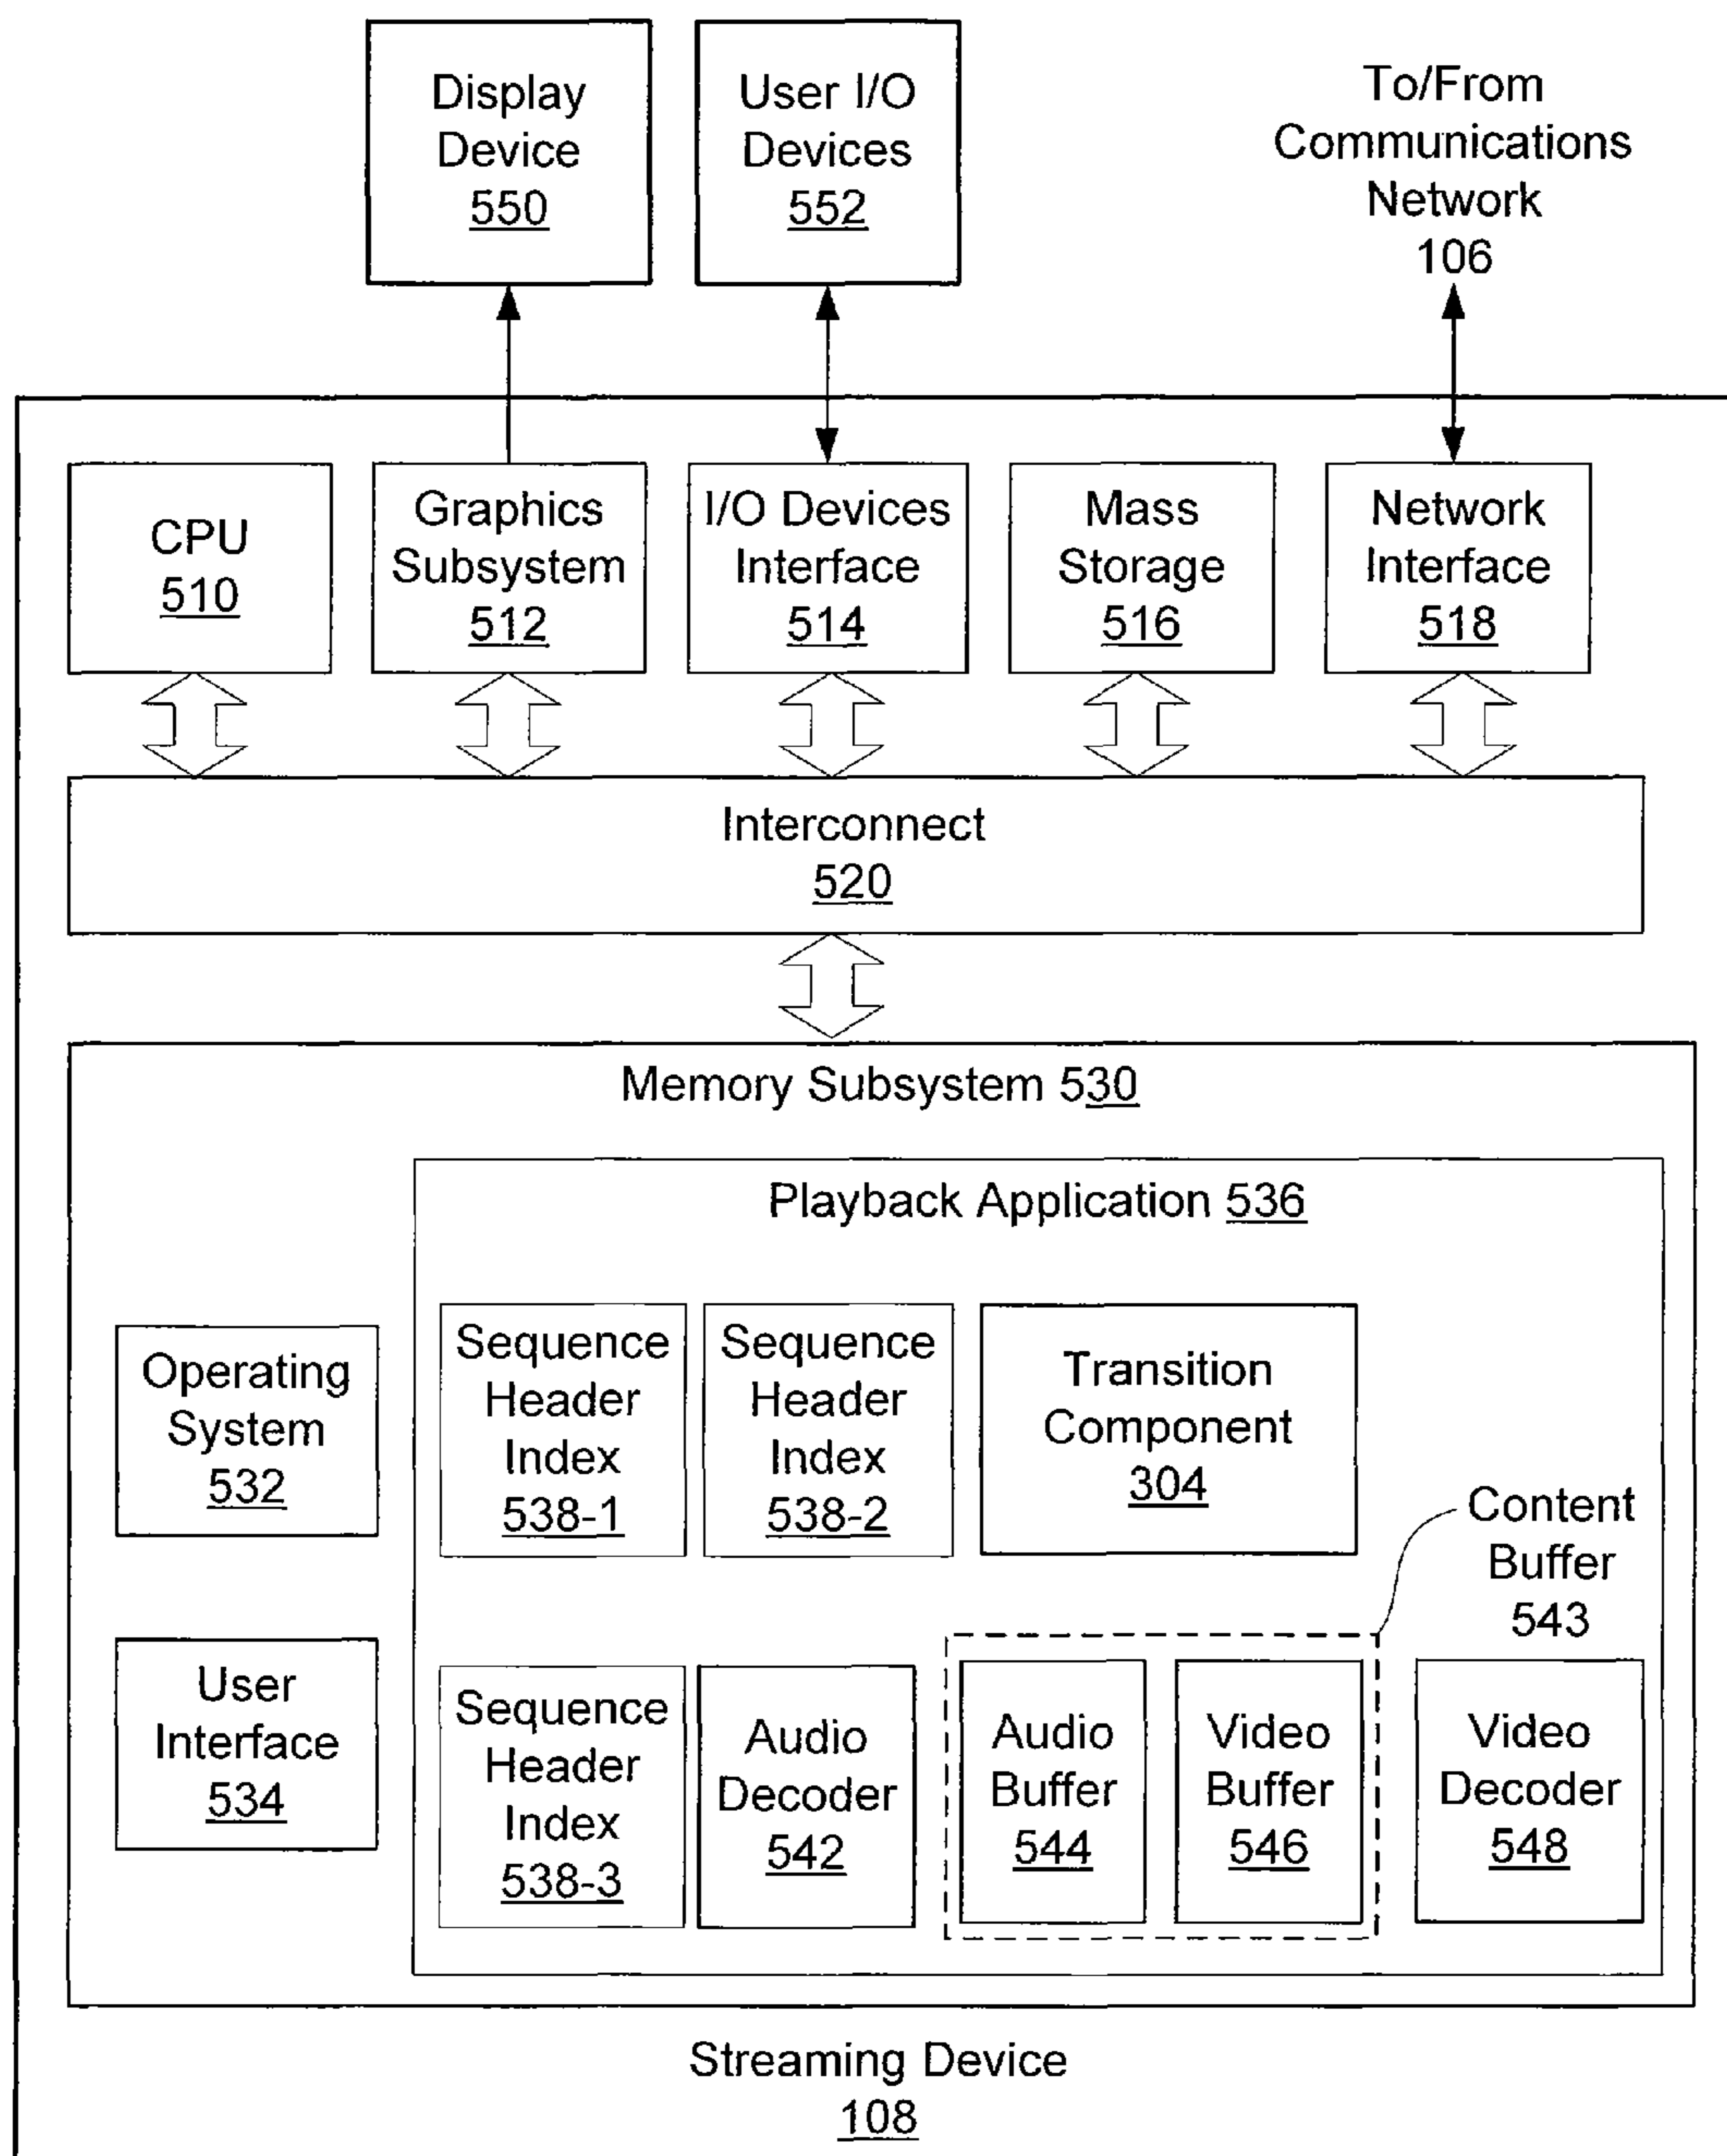 Display
Device
550
User I/O
Devices
552
To/From
Communications
Network
106
CPU
510
Graphics
Subsystem
512
I/O Devices
Interface
514
Mass
Storage
516
Network
Interface
518
Interconnect
520
Memory Subsystem 530
Playback Application 536
Operating
System
532
Sequence
Header
Index
538-1
Sequence
Header
Index
538-2
Transition
Component
304
Content
Buffer
543
User
Interface
534
Sequence
Header
Index
538-3
Audio
Decoder
542
Audio
Buffer
544
Video
Buffer
546
Video
Decoder
548
Streaming Device
108